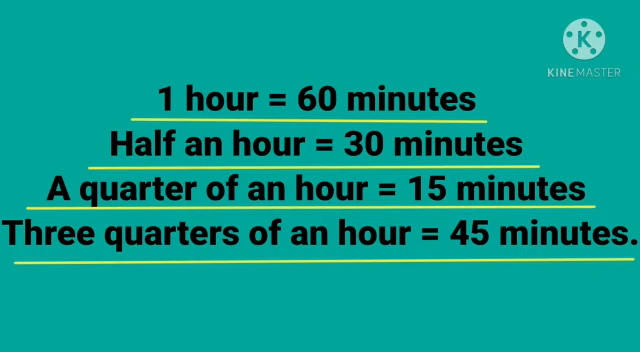 K
KINEMASTER
1 hour = 60 minutes
Half an hour = 30 minutes
A quarter of an hour = 15 minutes
Three quarters of an hour = 45 minutes.